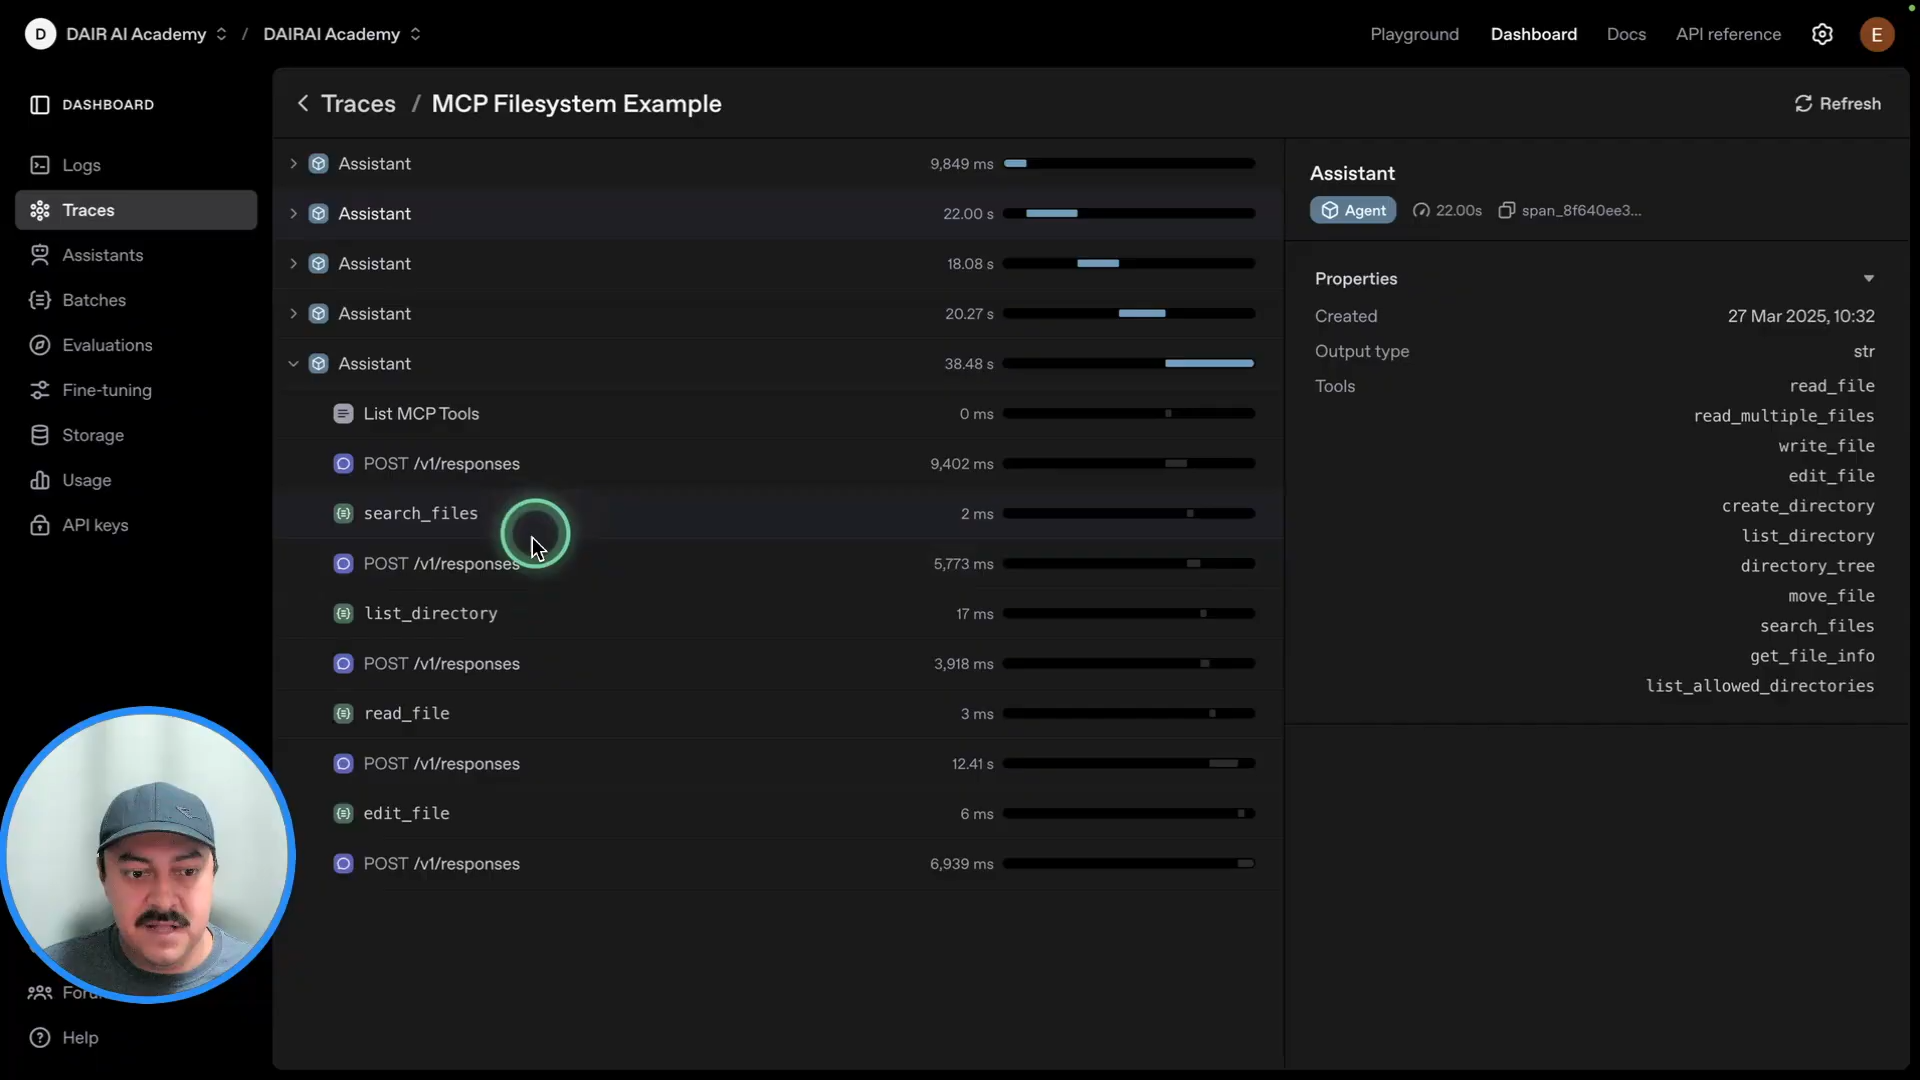 D DAIR AI Academy / DAIRAI Academy
Playground Dashboard Docs API reference E
DASHBOARD
Logs
Traces
Assistants
Batches
Evaluations
Fine-tuning
Storage
Usage
API keys
Help
Traces / MCP Filesystem Example
Refresh
Assistant 9,849 ms
Assistant 22.00 s
Assistant 18.08 s
Assistant 20.27 s
Assistant 38.48 s
List MCP Tools 0 ms
POST /v1/responses 9,402 ms
search_files 2 ms
POST /v1/responses 5,773 ms
list_directory 17 ms
POST /v1/responses 3,918 ms
read_file 3 ms
POST /v1/responses 12.41 s
edit_file 6 ms
POST /v1/responses 6,939 ms
Assistant
Agent 22.00s span_8f640ee3...
Properties
Created 27 Mar 2025, 10:32
Output type str
Tools read_file
read_multiple_files
write_file
edit_file
create_directory
list_directory
directory_tree
move_file
search_files
get_file_info
list_allowed_directories